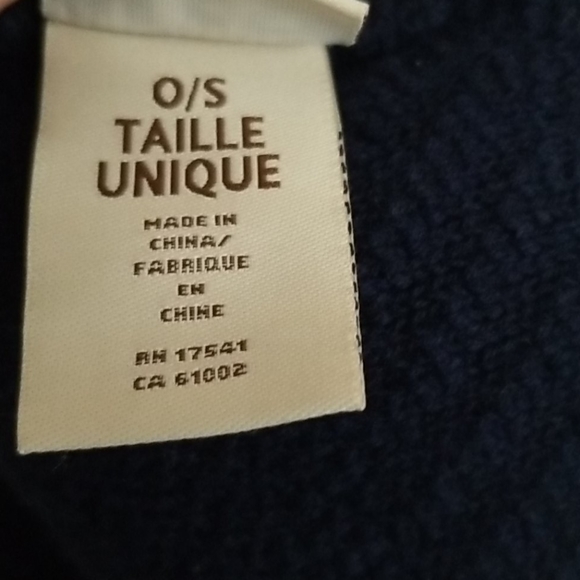 O/S
TAILLE
UNIQUE
MADE IN
CHINA/
FABRIQUE
EN
CHINE
RN 17541
CA 61002